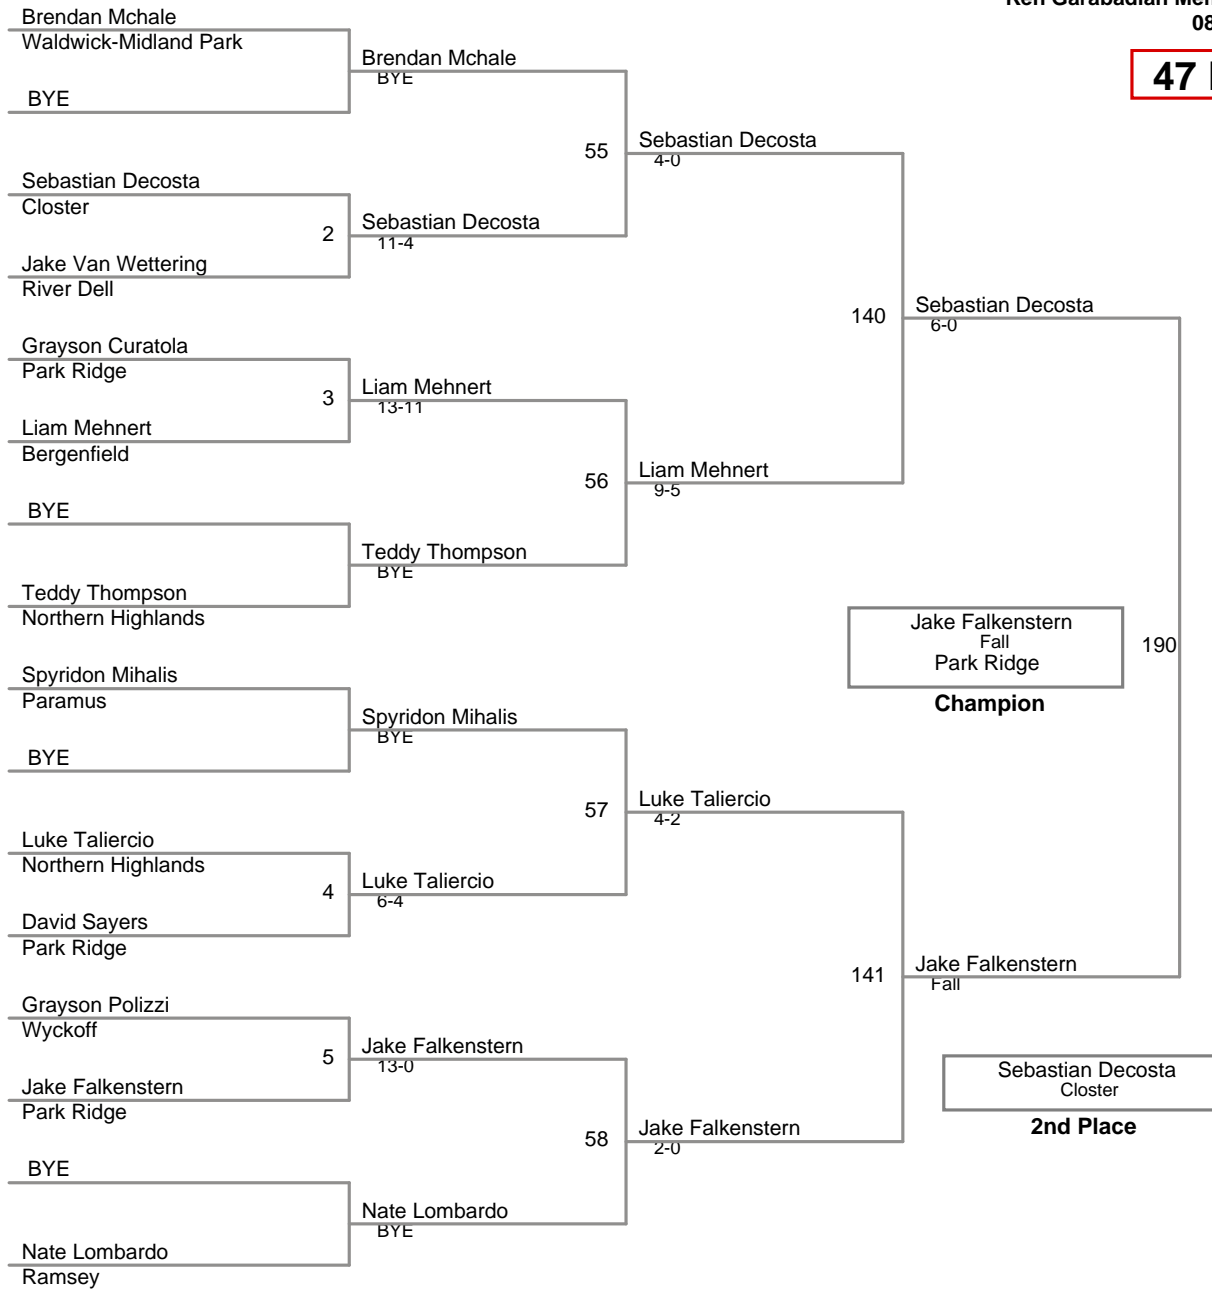 Ken Garabadian Mem
08
47
Brendan Mchale
Waldwick-Midland Park
BYE
Sebastian Decosta
Closter
2
Jake Van Wettering
River Dell
Grayson Curatola
Park Ridge
3
Liam Mehnert
Bergenfield
BYE
Teddy Thompson
Northern Highlands
Spyridon Mihalis
Paramus
BYE
Luke Taliercio
Northern Highlands
4
David Sayers
Park Ridge
Grayson Polizzi
Wyckoff
5
Jake Falkenstern
Park Ridge
BYE
Nate Lombardo
Ramsey
Brendan Mchale
BYE
55
Sebastian Decosta
11-4
Liam Mehnert
13-11
56
Teddy Thompson
BYE
Spyridon Mihalis
BYE
57
Luke Taliercio
6-4
Jake Falkenstern
13-0
58
Nate Lombardo
BYE
Sebastian Decosta
4-0
140
Liam Mehnert
9-5
Luke Taliercio
4-2
141
Jake Falkenstern
2-0
Sebastian Decosta
6-0
190
Jake Falkenstern
Fall
Jake Falkenstern
Fall
Park Ridge
Champion
Sebastian Decosta
Closter
2nd Place